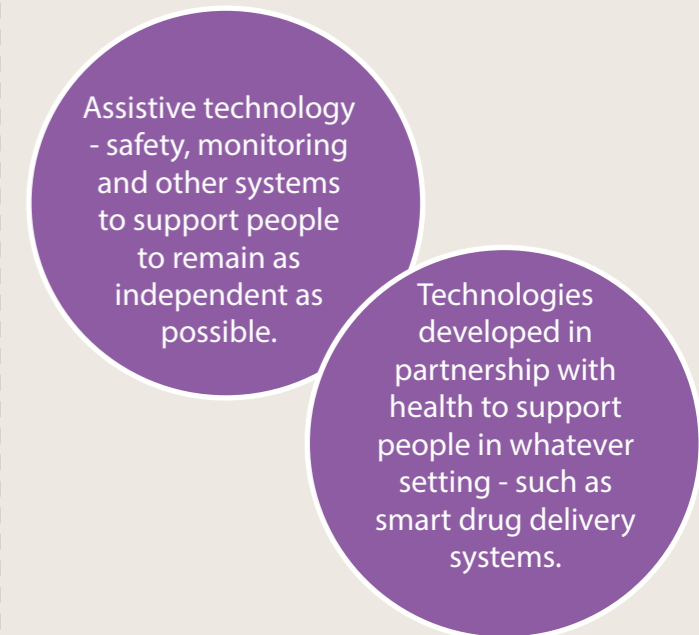 Assistive technology
- safety, monitoring
and other systems
to support people
to remain as
independent as
possible.
Technologies
developed in
partnership with
health to support
people in whatever
setting - such as
smart drug delivery
systems.